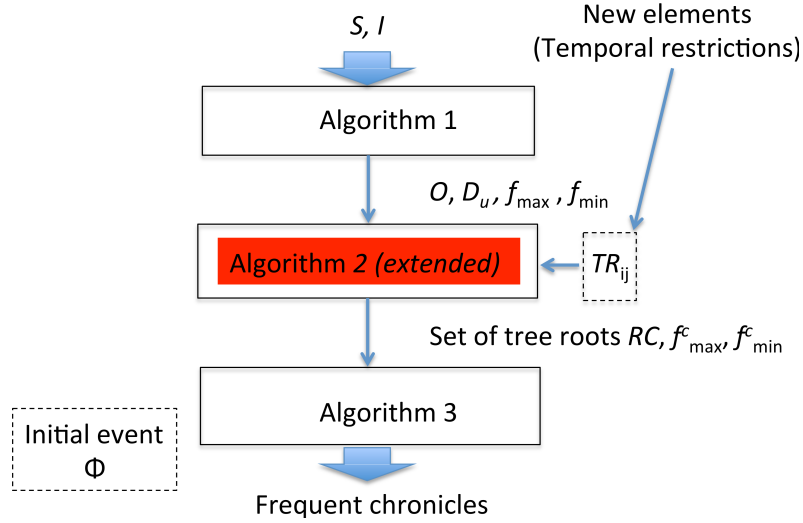 S, I
New elements
(Temporal restrictions)
Algorithm 1
O, Dᵤ, fmax , fmin
Algorithm 2 (extended)
TRij
Set of tree roots RC, fᶜmax, fᶜmin
Algorithm 3
Initial event
Φ
Frequent chronicles